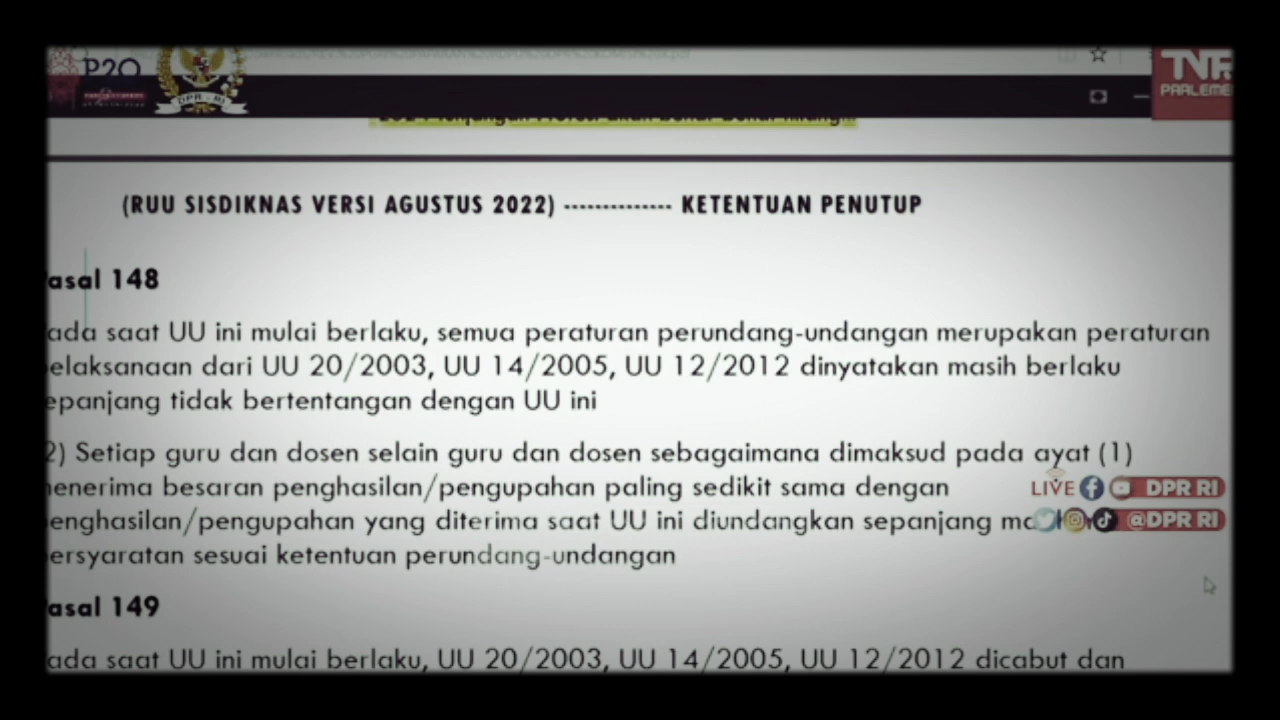 P20
DPR - RI
TVR
PARLEME
(RUU SISDIKNAS VERSI AGUSTUS 2022) -------------- KETENTUAN PENUTUP
asal 148
ada saat UU ini mulai berlaku, semua peraturan perundang-undangan merupakan peraturan
elaksanaan dari UU 20/2003, UU 14/2005, UU 12/2012 dinyatakan masih berlaku
epanjang tidak bertentangan dengan UU ini
2) Setiap guru dan dosen selain guru dan dosen sebagaimana dimaksud pada ayat (1)
enerima besaran penghasilan/pengupahan paling sedikit sama dengan
enghasilan/pengupahan yang diterima saat UU ini diundangkan sepanjang
ersyaratan sesuai ketentuan perundang-undangan
LIVE DPR RI
@DPR RI
asal 149
ada saat UU ini mulai berlaku, UU 20/2003, UU 14/2005, UU 12/2012 dicabut dan